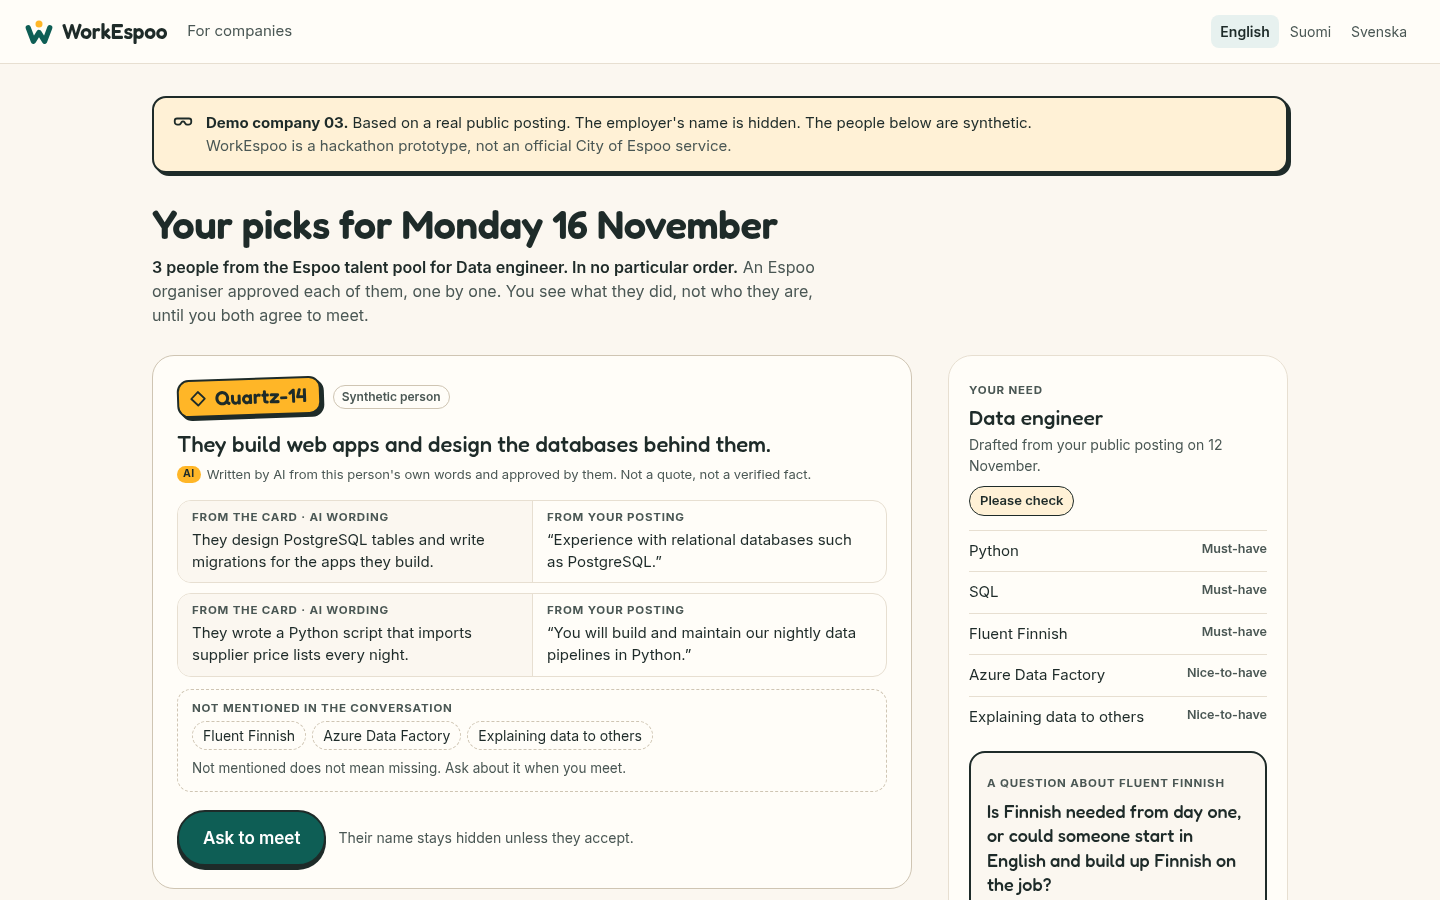 WorkEspoo
For companies
English
Suomi
Svenska
Demo company 03. Based on a real public posting. The employer's name is hidden. The people below are synthetic.
WorkEspoo is a hackathon prototype, not an official City of Espoo service.
Your picks for Monday 16 November
3 people from the Espoo talent pool for Data engineer. In no particular order. An Espoo
organiser approved each of them, one by one. You see what they did, not who they are,
until you both agree to meet.
Quartz-14
Synthetic person
They build web apps and design the databases behind them.
AI Written by AI from this person's own words and approved by them. Not a quote, not a verified fact.
FROM THE CARD · AI WORDING
They design PostgreSQL tables and write
migrations for the apps they build.
FROM YOUR POSTING
“Experience with relational databases such
as PostgreSQL.”
FROM THE CARD · AI WORDING
They wrote a Python script that imports
supplier price lists every night.
FROM YOUR POSTING
“You will build and maintain our nightly data
pipelines in Python.”
NOT MENTIONED IN THE CONVERSATION
Fluent Finnish
Azure Data Factory
Explaining data to others
Not mentioned does not mean missing. Ask about it when you meet.
Ask to meet
Their name stays hidden unless they accept.
YOUR NEED
Data engineer
Drafted from your public posting on 12
November.
Please check
Python Must-have
SQL Must-have
Fluent Finnish Must-have
Azure Data Factory Nice-to-have
Explaining data to others Nice-to-have
A QUESTION ABOUT FLUENT FINNISH
Is Finnish needed from day one,
or could someone start in
English and build up Finnish on
the job?